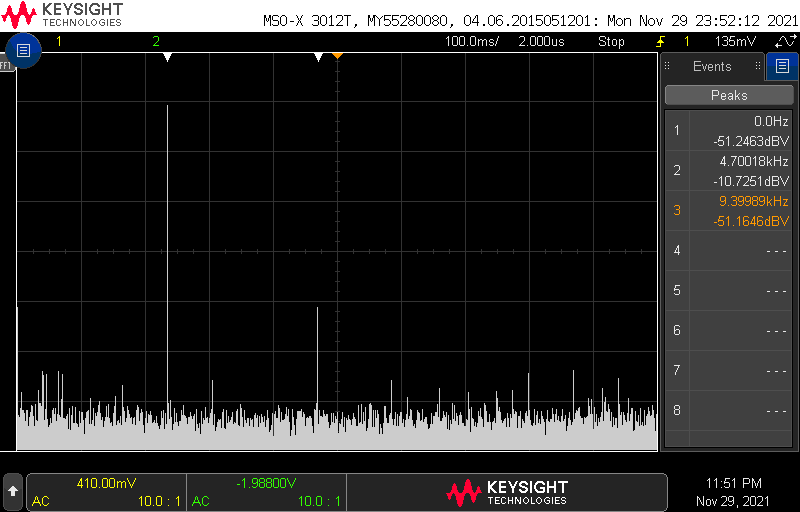 KEYSIGHT
TECHNOLOGIES
MSO-X 3012T, MY55280080, 04.06.2015051201: Mon Nov 29 23:52:12 2021
1 2 100.0ms/ 2.000us Stop 1 135mV
FFT
Events
Peaks
1 0.0Hz
-51.2463dBV
2 4.70018kHz
-10.7251dBV
3 9.39989kHz
-51.1646dBV
4 ---
5 ---
6 ---
7 ---
8 ---
410.00mV
AC 10.0 : 1
-1.98800V
AC 10.0 : 1
KEYSIGHT
TECHNOLOGIES
11:51 PM
Nov 29, 2021